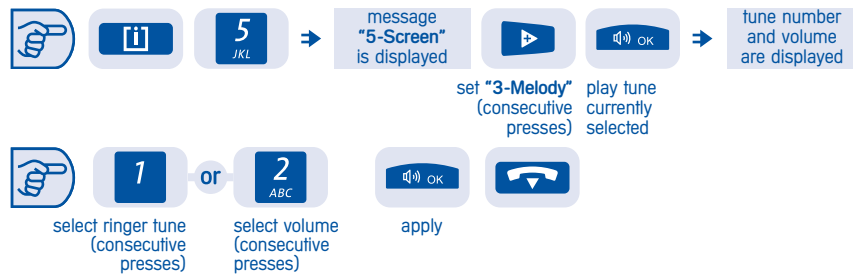 [i]
5
JKL
message
"5-Screen"
is displayed
OK
tune number
and volume
are displayed
set "3-Melody"
(consecutive
presses)
play tune
currently
selected
1
or
2
ABC
OK
select ringer tune
(consecutive
presses)
select volume
(consecutive
presses)
apply